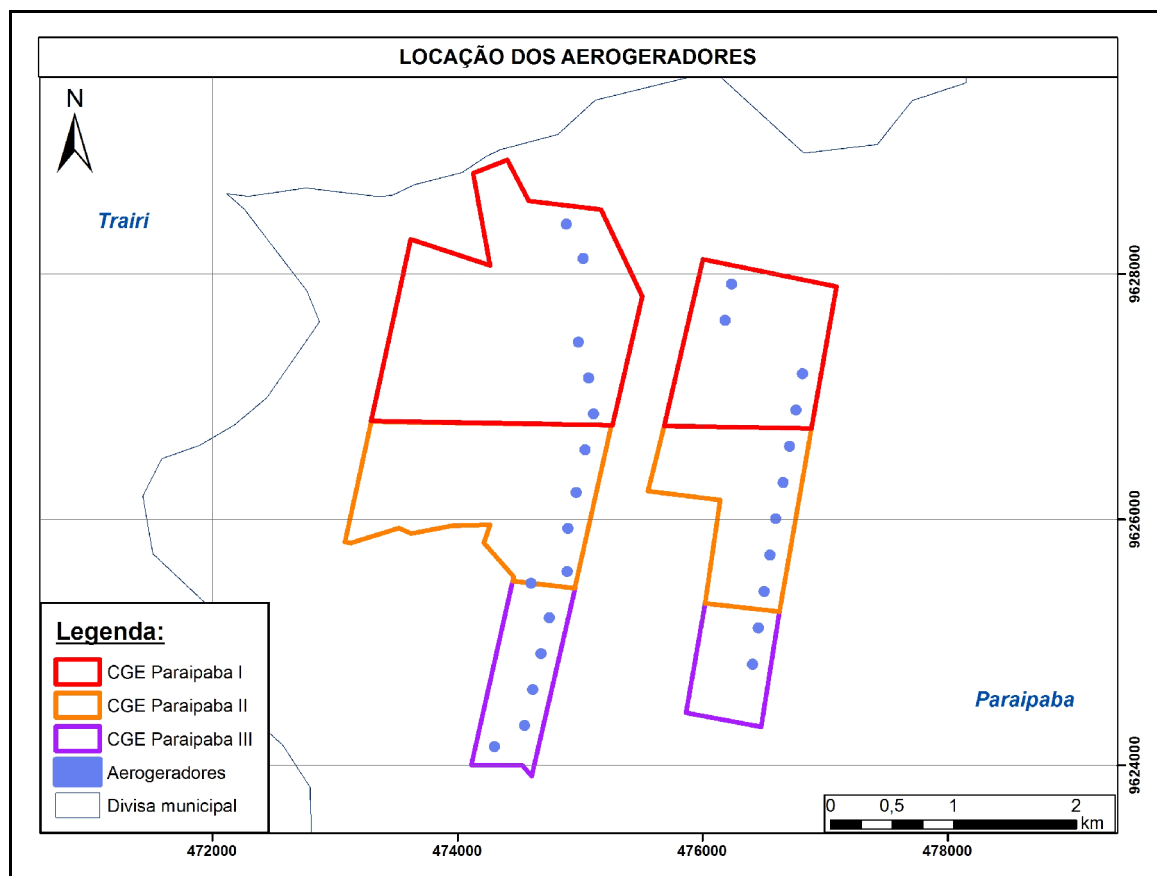 LOCAÇÃO DOS AEROGERADORES
N
Trairi
9628000
9626000
Legenda:
CGE Paraipaba I
CGE Paraipaba II
CGE Paraipaba III
Aerogeradores
Divisa municipal
Paraipaba
9624000
0 0,5 1 2
km
472000 474000 476000 478000